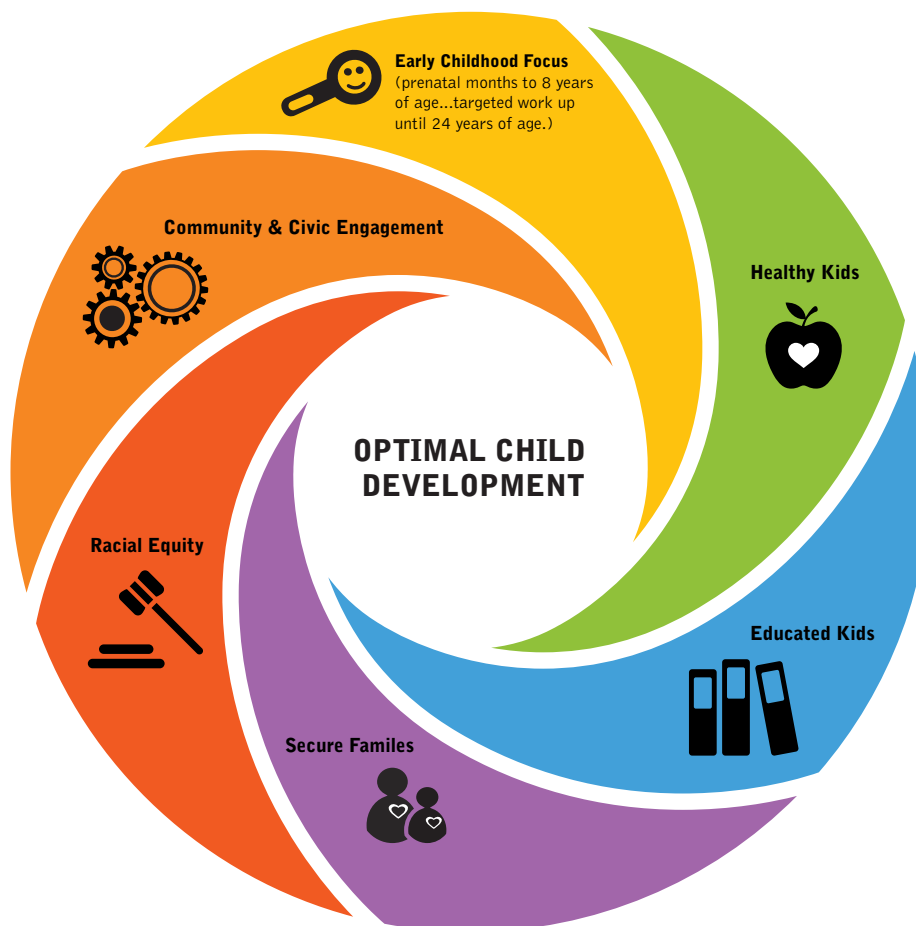 Early Childhood Focus
(prenatal months to 8 years
of age...targeted work up
until 24 years of age.)
Community & Civic Engagement
Healthy Kids
OPTIMAL CHILD
DEVELOPMENT
Racial Equity
Educated Kids
Secure Familes